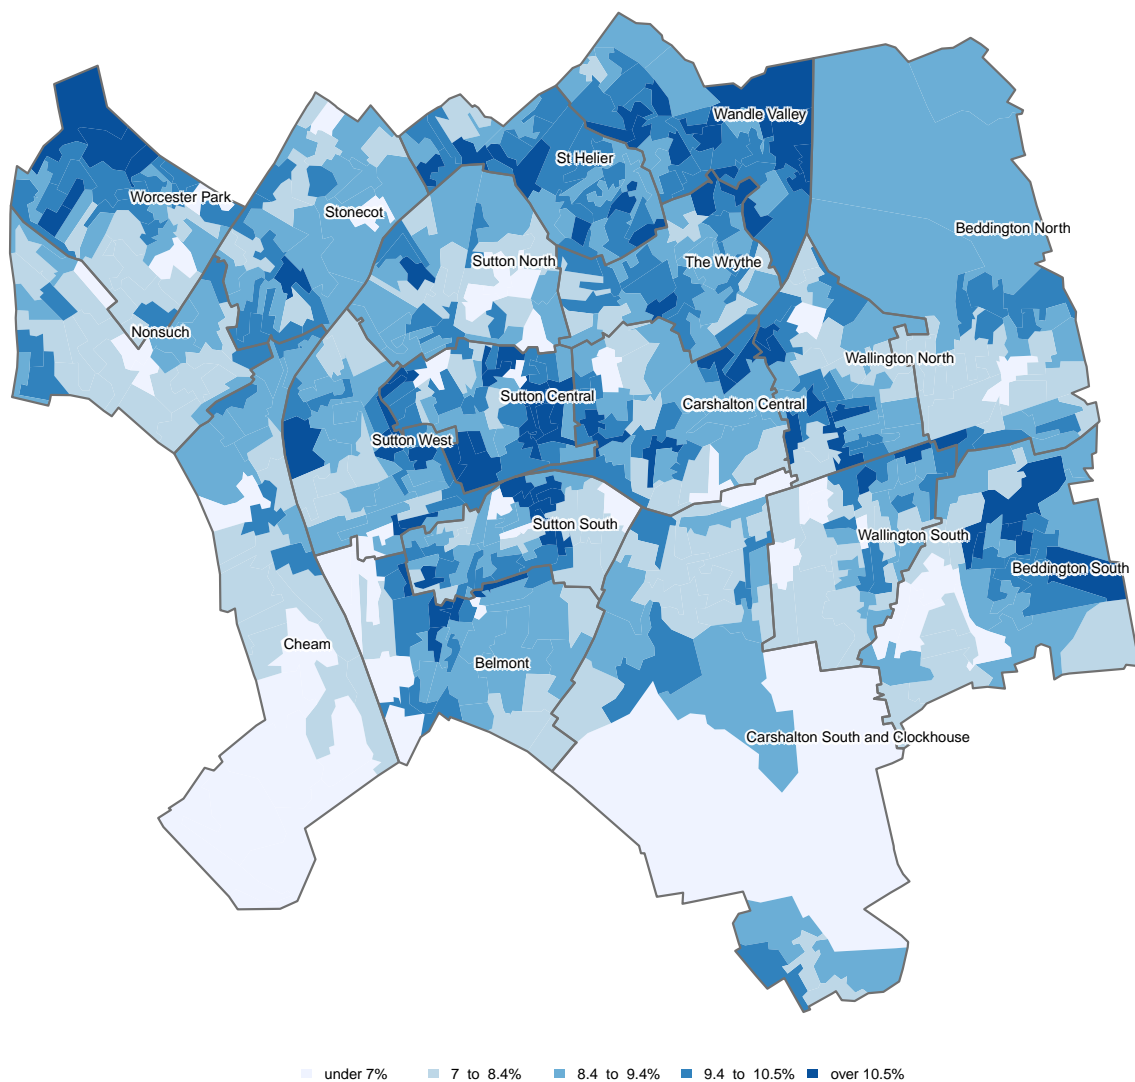 Wandle Valley
St Helier
Worcester Park
Stonecot
Beddington North
Sutton North
The Wrythe
Nonsuch
Wallington North
Sutton Central
Carshalton Central
Sutton West
Sutton South
Wallington South
Beddington South
Cheam
Belmont
Carshalton South and Clockhouse
under 7% 7 to 8.4% 8.4 to 9.4% 9.4 to 10.5% over 10.5%